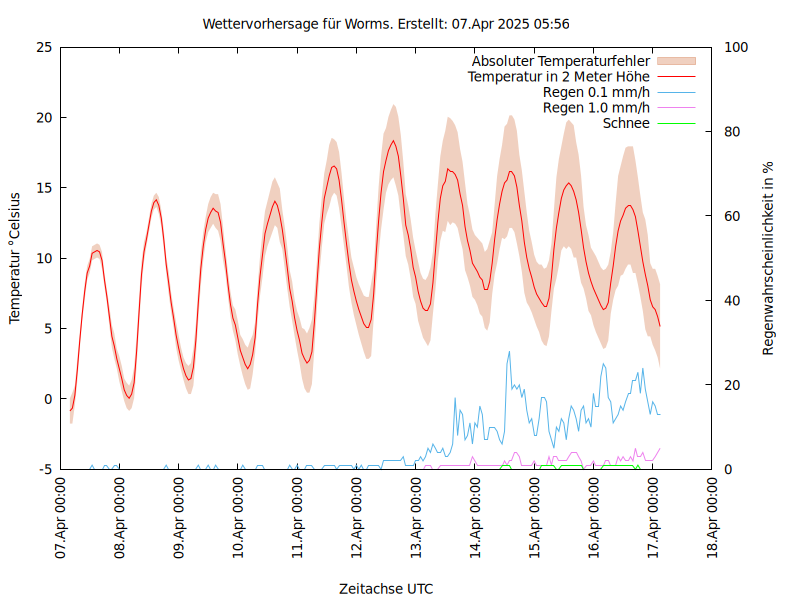 Wettervorhersage für Worms. Erstellt: 07.Apr 2025 05:56
Absoluter Temperaturfehler
Temperatur in 2 Meter Höhe
Regen 0.1 mm/h
Regen 1.0 mm/h
Schnee
Temperatur °Celsius
25
20
15
10
5
0
-5
100
80
60
40
20
0
Regenwahrscheinlichkeit in %
07.Apr 00:00
08.Apr 00:00
09.Apr 00:00
10.Apr 00:00
11.Apr 00:00
12.Apr 00:00
13.Apr 00:00
14.Apr 00:00
15.Apr 00:00
16.Apr 00:00
17.Apr 00:00
18.Apr 00:00
Zeitachse UTC